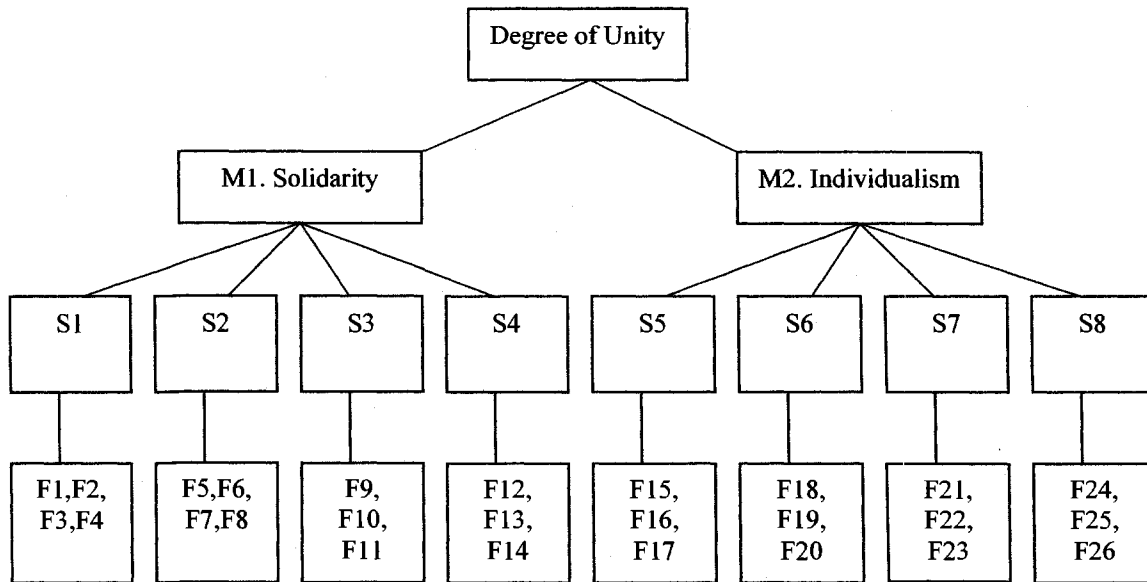 Degree of Unity
M1. Solidarity
M2. Individualism
S1
S2
S3
S4
S5
S6
S7
S8
F1,F2,
F3,F4
F5,F6,
F7,F8
F9,
F10,
F11
F12,
F13,
F14
F15,
F16,
F17
F18,
F19,
F20
F21,
F22,
F23
F24,
F25,
F26